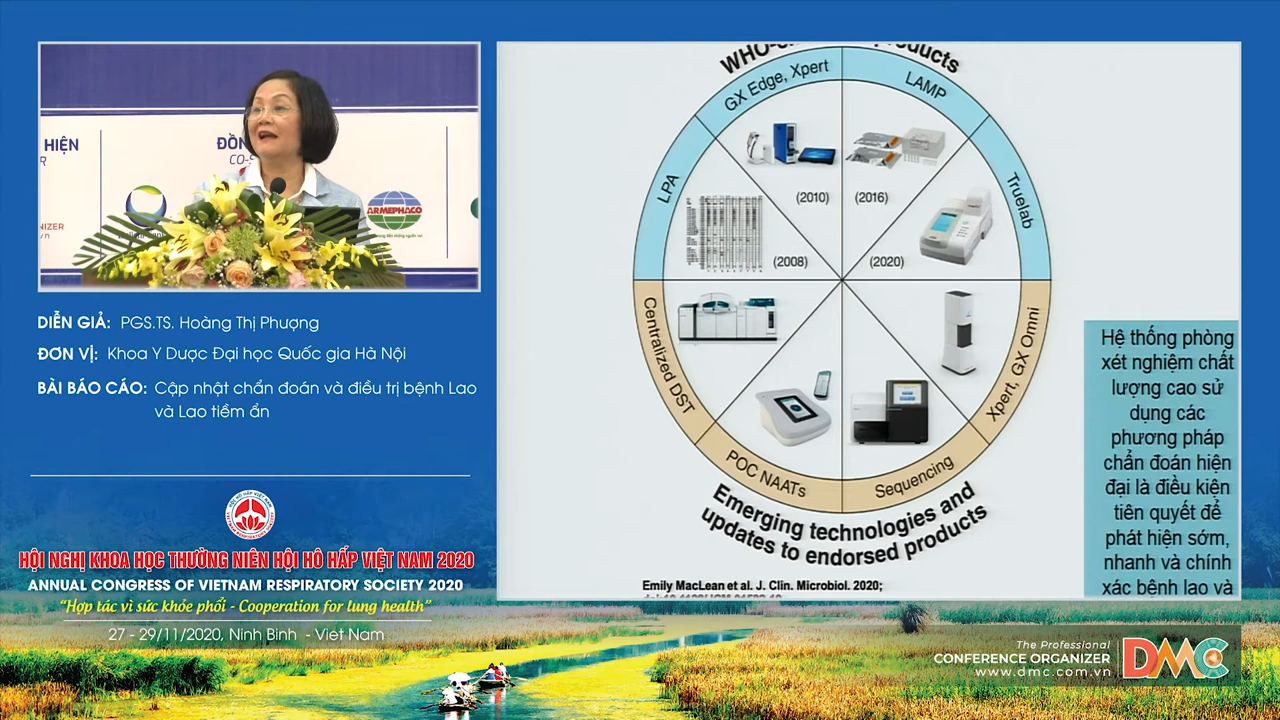 HIỆN
ĐỒN
NIZER
ARMEPHACO
DIỄN GIẢ: PGS.TS. Hoàng Thị Phượng
ĐƠN VỊ: Khoa Y Dược Đại học Quốc gia Hà Nội
BÀI BÁO CÁO: Cập nhật chẩn đoán và điều trị bệnh Lao
và Lao tiềm ẩn
HỘI HÔ HẤP VIỆT NAM
HỘI NGHỊ KHOA HỌC THƯỜNG NIÊN HỘI HÔ HẤP VIỆT NAM 2020
ANNUAL CONGRESS OF VIETNAM RESPIRATORY SOCIETY 2020
“Hợp tác vì sức khỏe phổi - Cooperation for lung health”
27 - 29/11/2020, Ninh Bình - Viet Nam
GX Edge, Xpert
LAMP
LPA
Truelab
(2010)
(2016)
(2008)
(2020)
Centralized DST
Xpert, GX Omni
POC NAATs
Sequencing
Emerging technologies and
updates to endorsed products
Emily MacLean et al. J. Clin. Microbiol. 2020;
Hệ thống phòng
xét nghiệm chất
lượng cao sử
dụng các
phương pháp
chẩn đoán hiện
đại là điều kiện
tiên quyết để
phát hiện sớm,
nhanh và chính
xác bệnh lao và
The Professional
CONFERENCE ORGANIZER
www.dmc.com.vn
DMC